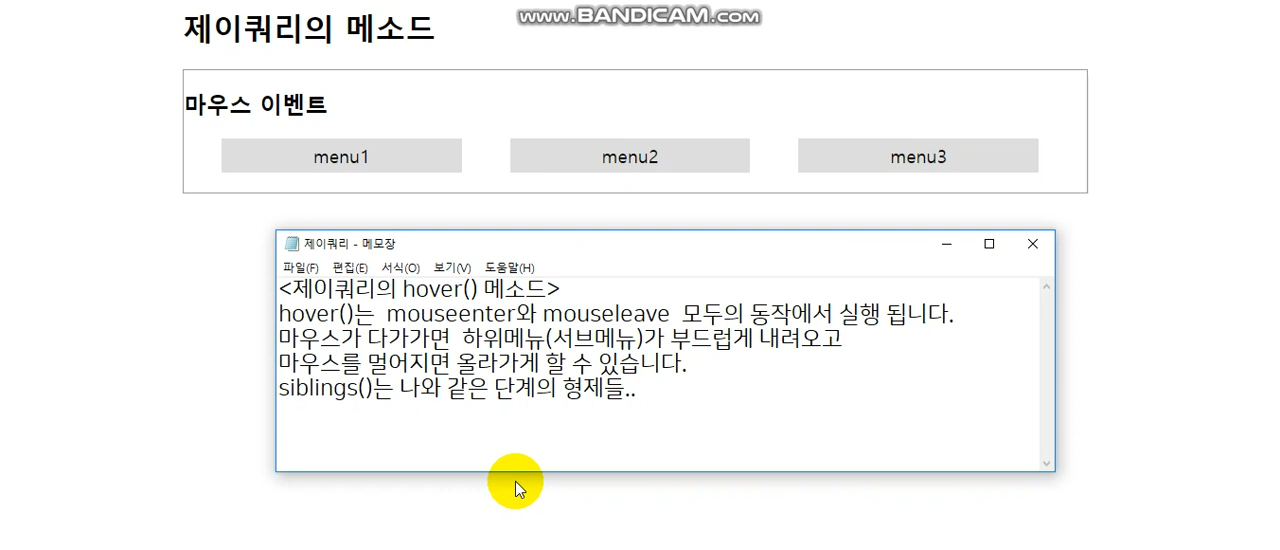 www.BANDICAM.com
제이쿼리의 메소드
마우스 이벤트
menu1 menu2 menu3
제이쿼리 - 메모장
파일(F) 편집(E) 서식(O) 보기(V) 도움말(H)
<제이쿼리의 hover() 메소드>
hover()는 mouseenter와 mouseleave 모두의 동작에서 실행 됩니다.
마우스가 다가가면 하위메뉴(서브메뉴)가 부드럽게 내려오고
마우스를 멀어지면 올라가게 할 수 있습니다.
siblings()는 나와 같은 단계의 형제들..